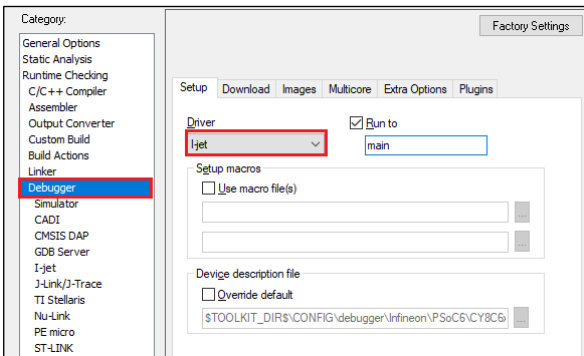 Category:
Factory Settings
General Options
Static Analysis
Runtime Checking
C/C++ Compiler
Assembler
Output Converter
Custom Build
Build Actions
Linker
Debugger
Simulator
CADI
CMSIS DAP
GDB Server
I-jet
J-Link/J-Trace
TI Stellaris
Nu-Link
PE micro
ST-LINK
Setup Download Images Multicore Extra Options Plugins
Driver Run to
I-jet main
Setup macros
Use macro file(s)
...
...
Device description file
Override default
$TOOLKIT_DIR$\CONFIG\debugger\Infineon\PSoC6\CY8C6 ...